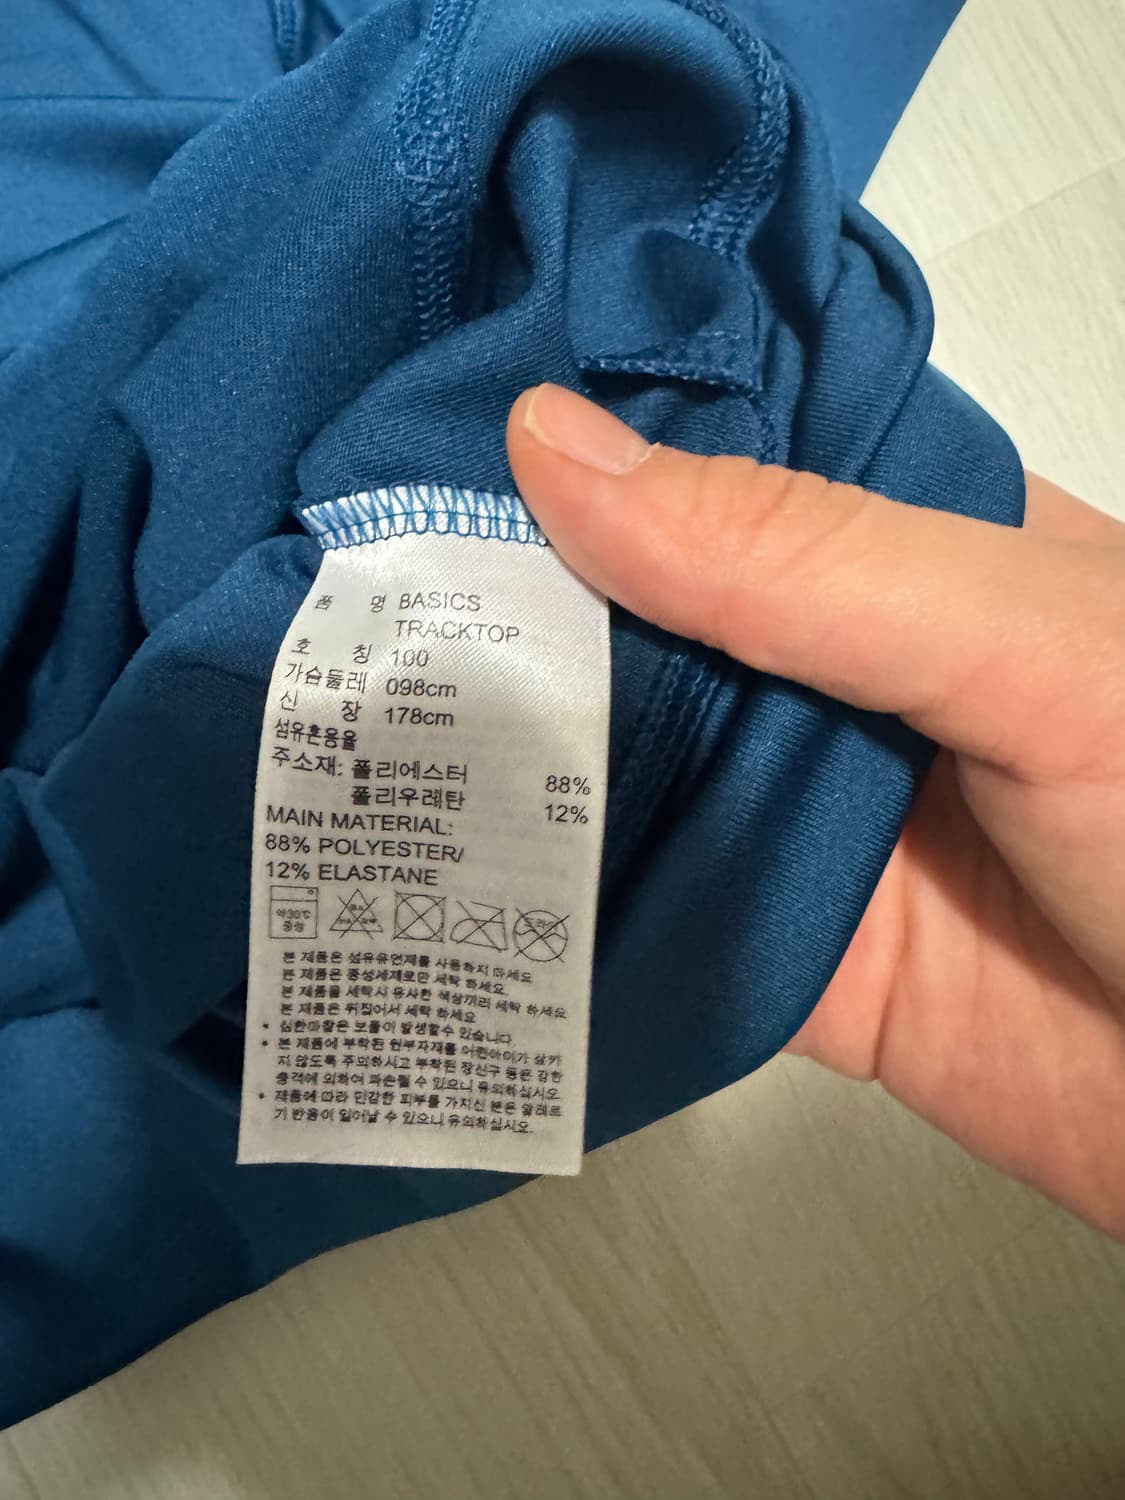 품 명 BASICS
TRACKTOP
호 칭 100
가슴둘레 098cm
신 장 178cm
섬유혼용율
주소재: 폴리에스터 88%
폴리우레탄 12%
MAIN MATERIAL:
88% POLYESTER/
12% ELASTANE
약30℃
중성
드라이
본 제품은 섬유유연제를 사용하지 마세요
본 제품은 중성세제로만 세탁 하세요.
본 제품을 세탁시 유사한 색상끼리 세탁 하세요
본 제품은 뒤집어서 세탁 하세요
• 심한마찰은 보풀이 발생할수 있습니다.
• 본 제품에 부착된 원부자재를 어린아이가 삼키
지 않도록 주의하시고 부착된 장신구 등은 강한
충격에 의하여 파손될 수 있으니 유의하십시오.
• 제품에 따라 민감한 피부를 가지신 분은 알레르
기 반응이 일어날 수 있으니 유의하십시오.